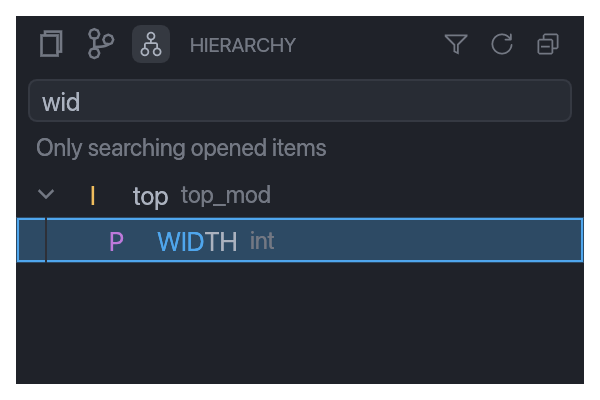 HIERARCHY
wid
Only searching opened items
I top top_mod
P WIDTH int